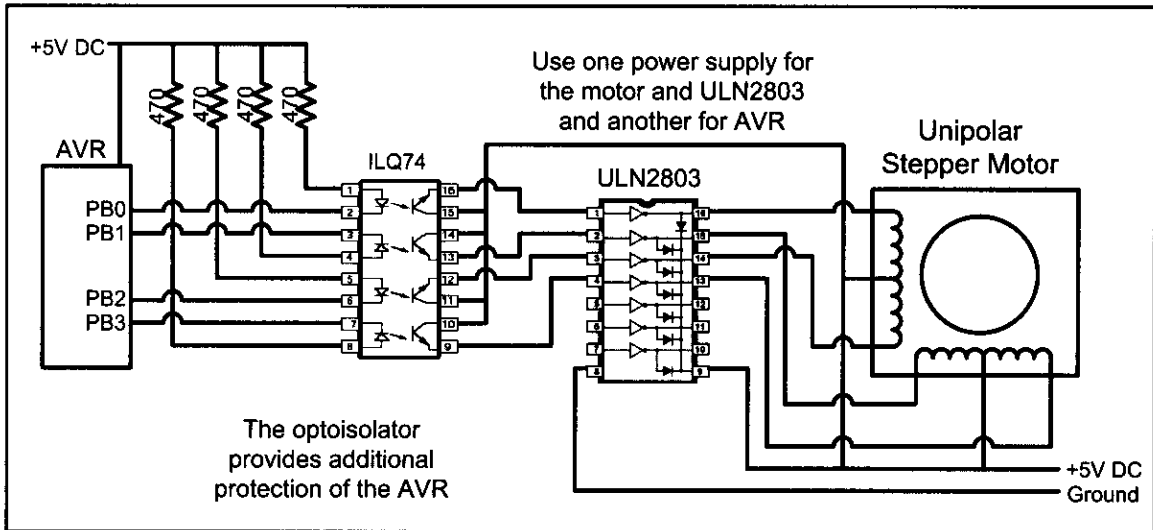 +5V DC
470
470
470
470
Use one power supply for
the motor and ULN2803
and another for AVR
Unipolar
Stepper Motor
AVR
PB0
PB1
PB2
PB3
ILQ74
1
2
3
4
5
6
7
8
16
15
14
13
12
11
10
9
ULN2803
1
2
3
4
5
6
7
8
16
15
14
13
12
11
10
9
The optoisolator
provides additional
protection of the AVR
+5V DC
Ground